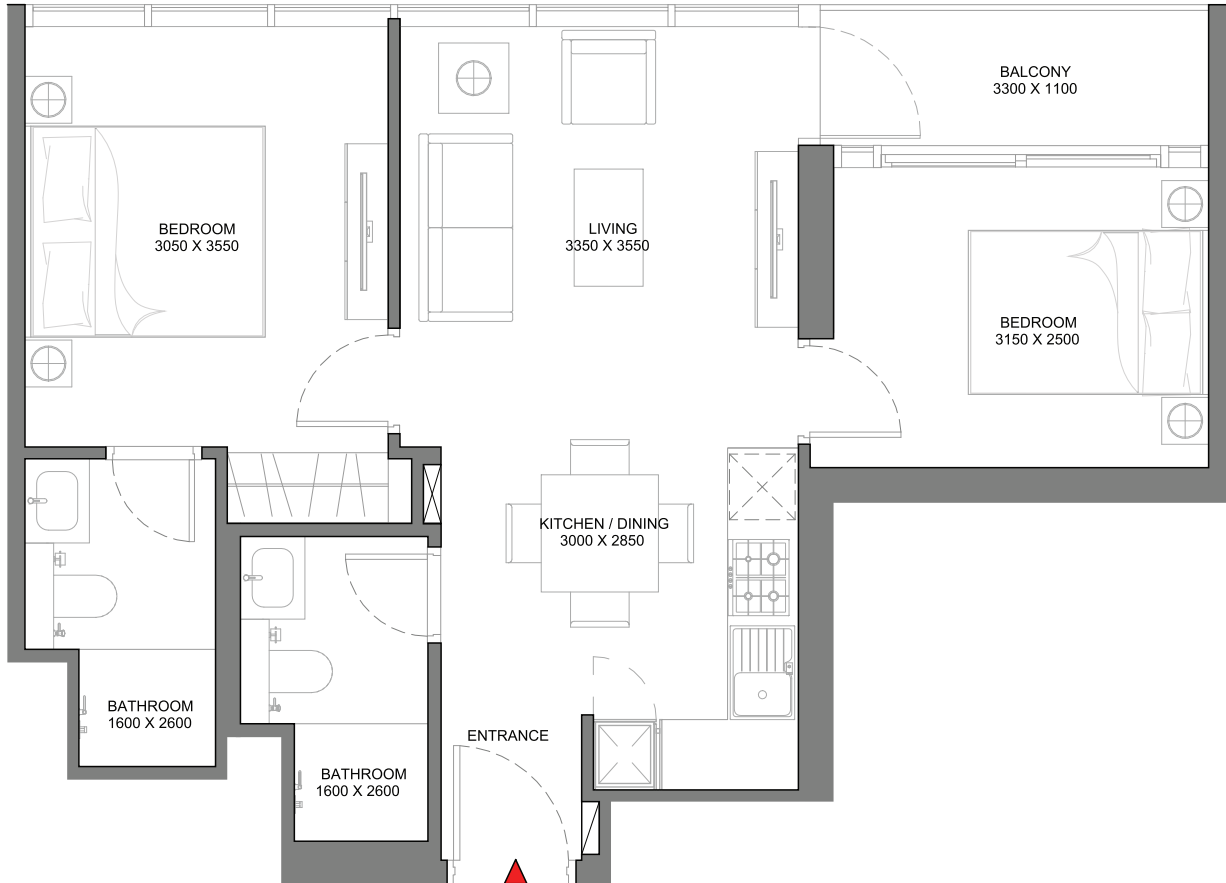 BALCONY
3300 X 1100
BEDROOM
3050 X 3550
LIVING
3350 X 3550
BEDROOM
3150 X 2500
KITCHEN / DINING
3000 X 2850
BATHROOM
1600 X 2600
ENTRANCE
BATHROOM
1600 X 2600